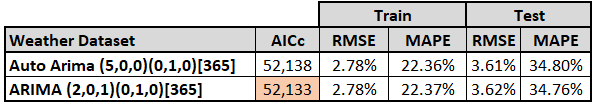 Train Test
Weather Dataset AICc RMSE MAPE RMSE MAPE
Auto Arima (5,0,0)(0,1,0)[365] 52,138 2.78% 22.36% 3.61% 34.80%
ARIMA (2,0,1)(0,1,0)[365] 52,133 2.78% 22.37% 3.62% 34.76%